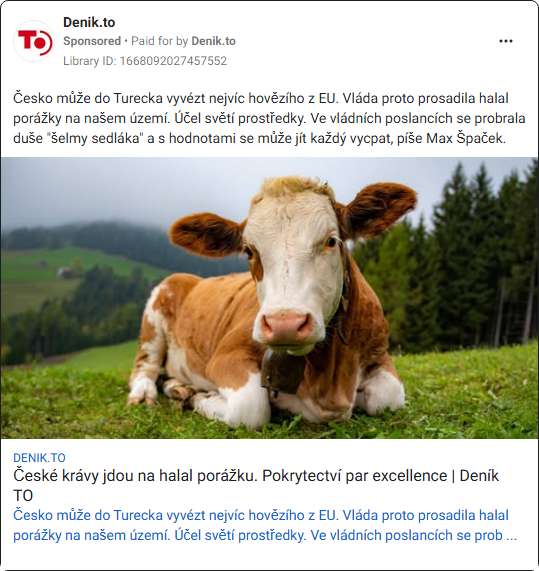 Denik.to
Sponsored • Paid for by Denik.to
Library ID: 1668092027457552
Česko může do Turecka vyvézt nejvíc hovězího z EU. Vláda proto prosadila halal
porážky na našem území. Účel světí prostředky. Ve vládních poslancích se probrala
duše "šelmy sedláka" a s hodnotami se může jít každý vycpat, píše Max Špaček.
DENIK.TO
České krávy jdou na halal porážku. Pokrytectví par excellence | Deník
TO
Česko může do Turecka vyvézt nejvíc hovězího z EU. Vláda proto prosadila halal
porážky na našem území. Účel světí prostředky. Ve vládních poslancích se prob ...